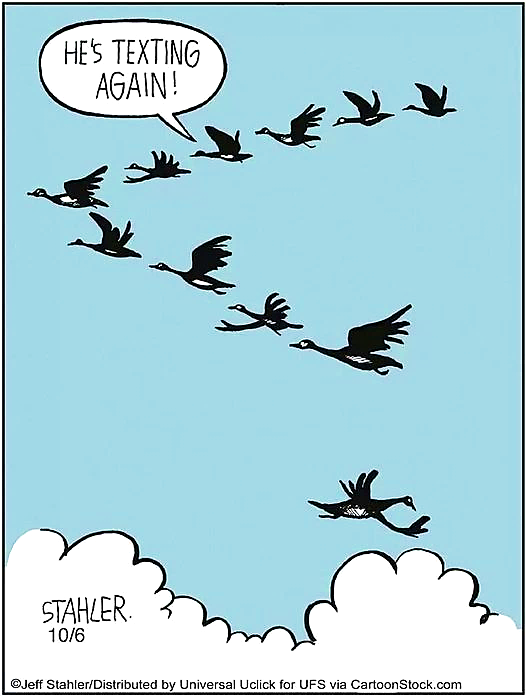 HE'S TEXTING
AGAIN!
STAHLER.
10/6
©Jeff Stahler/Distributed by Universal Uclick for UFS via CartoonStock.com